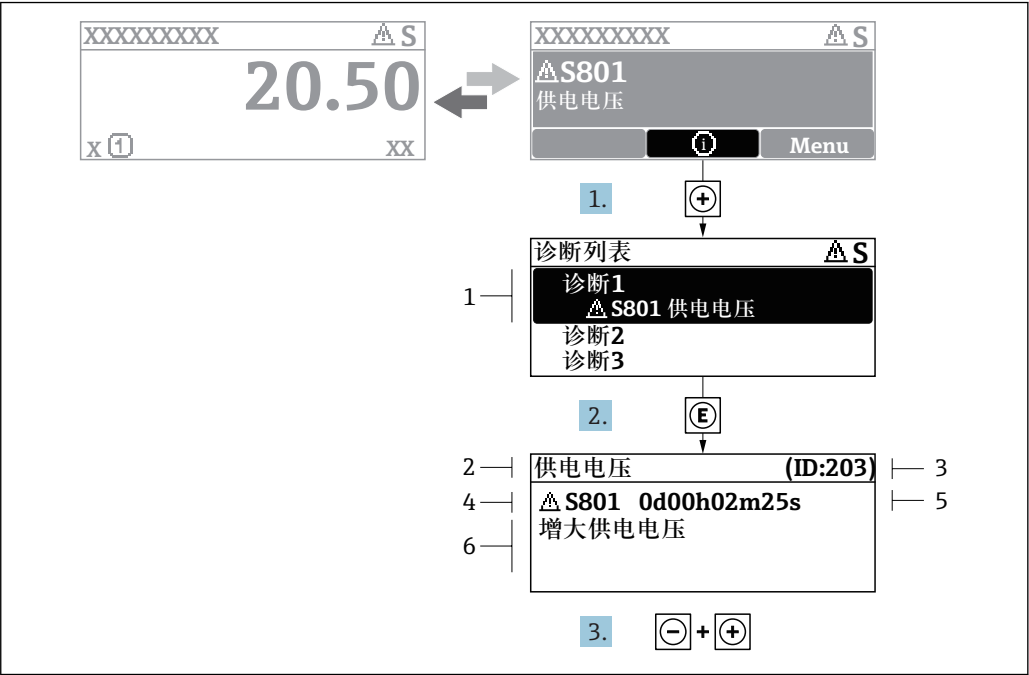 XXXXXXXXX ⚠S
20.50
X ① XX
XXXXXXXXX ⚠S
⚠S801
供电电压
ⓘ Menu
1. +
诊断列表 ⚠S
1
诊断1
⚠ S801 供电电压
诊断2
诊断3
2. E
2 供电电压 (ID:203) 3
4 ⚠ S801 0d00h02m25s 5
6 增大供电电压
3. − + +